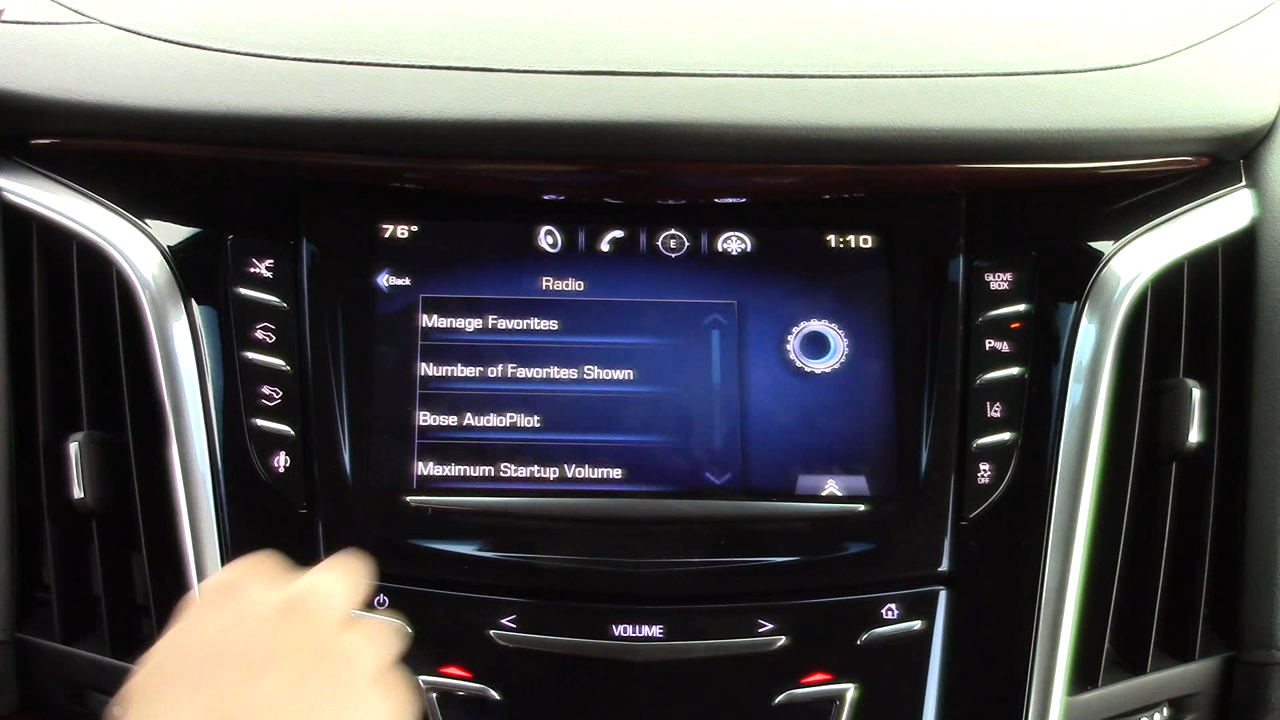 76° 1:10
E
Back
Radio
Manage Favorites
Number of Favorites Shown
Bose AudioPilot
Maximum Startup Volume
GLOVE
BOX
P
OFF
< VOLUME >